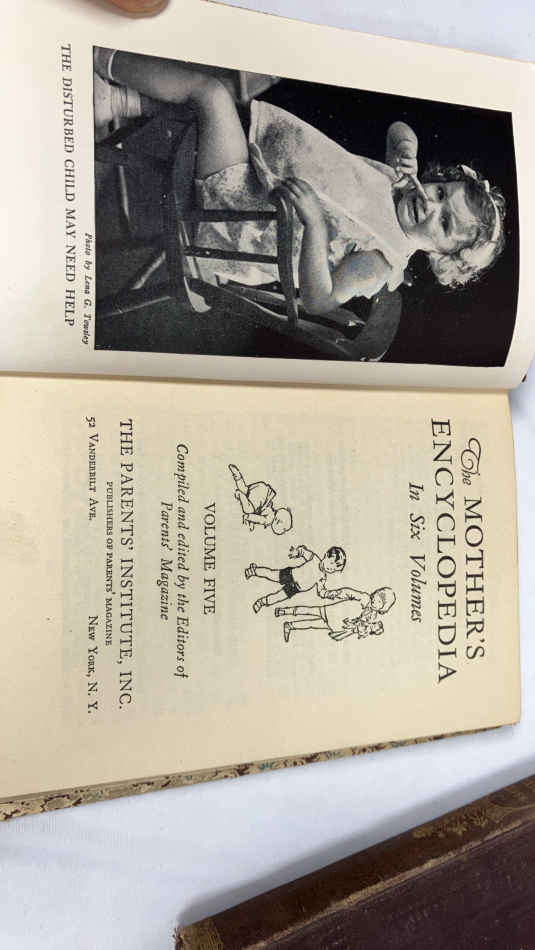 Photo by Lena G. Towsley
THE DISTURBED CHILD MAY NEED HELP
The MOTHER'S
ENCYCLOPEDIA
In Six Volumes
VOLUME FIVE
Compiled and edited by the Editors of
Parents' Magazine
THE PARENTS' INSTITUTE, INC.
PUBLISHERS OF PARENTS' MAGAZINE
52 VANDERBILT AVE. NEW YORK, N. Y.